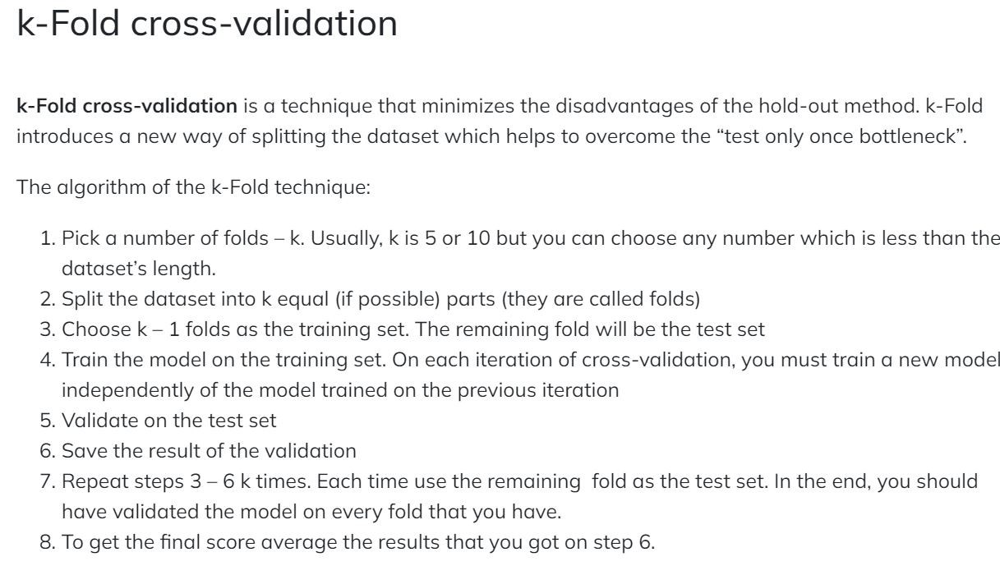 k-Fold cross-validation
k-Fold cross-validation is a technique that minimizes the disadvantages of the hold-out method. k-Fold
introduces a new way of splitting the dataset which helps to overcome the “test only once bottleneck”.
The algorithm of the k-Fold technique:
1. Pick a number of folds – k. Usually, k is 5 or 10 but you can choose any number which is less than the
dataset’s length.
2. Split the dataset into k equal (if possible) parts (they are called folds)
3. Choose k – 1 folds as the training set. The remaining fold will be the test set
4. Train the model on the training set. On each iteration of cross-validation, you must train a new model
independently of the model trained on the previous iteration
5. Validate on the test set
6. Save the result of the validation
7. Repeat steps 3 – 6 k times. Each time use the remaining  fold as the test set. In the end, you should
have validated the model on every fold that you have.
8. To get the final score average the results that you got on step 6.